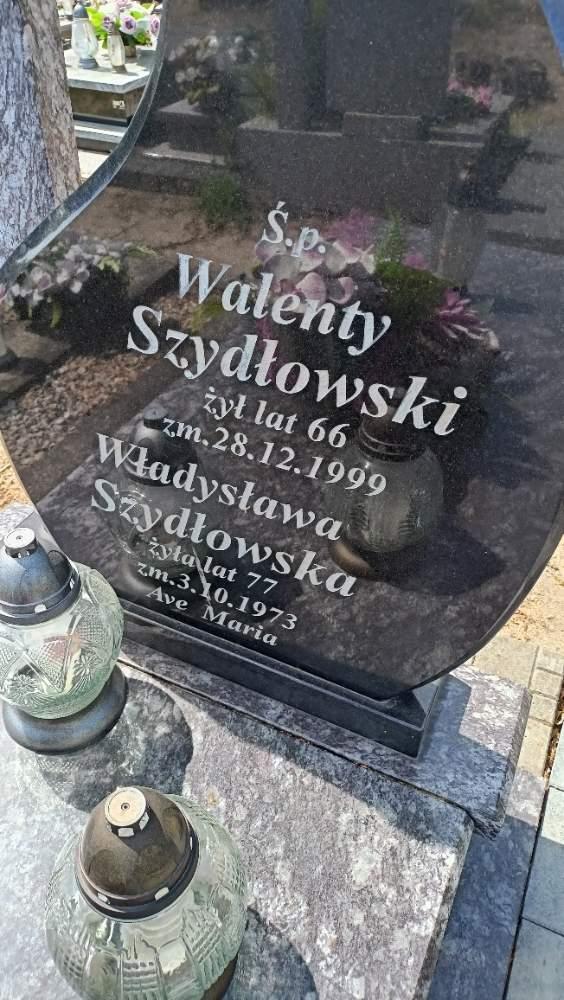 Ś.p.
Walenty
Szydłowski
żył lat 66
zm.28.12.1999
Władysława
Szydłowska
żyła lat 77
zm.3.10.1973
Ave Maria